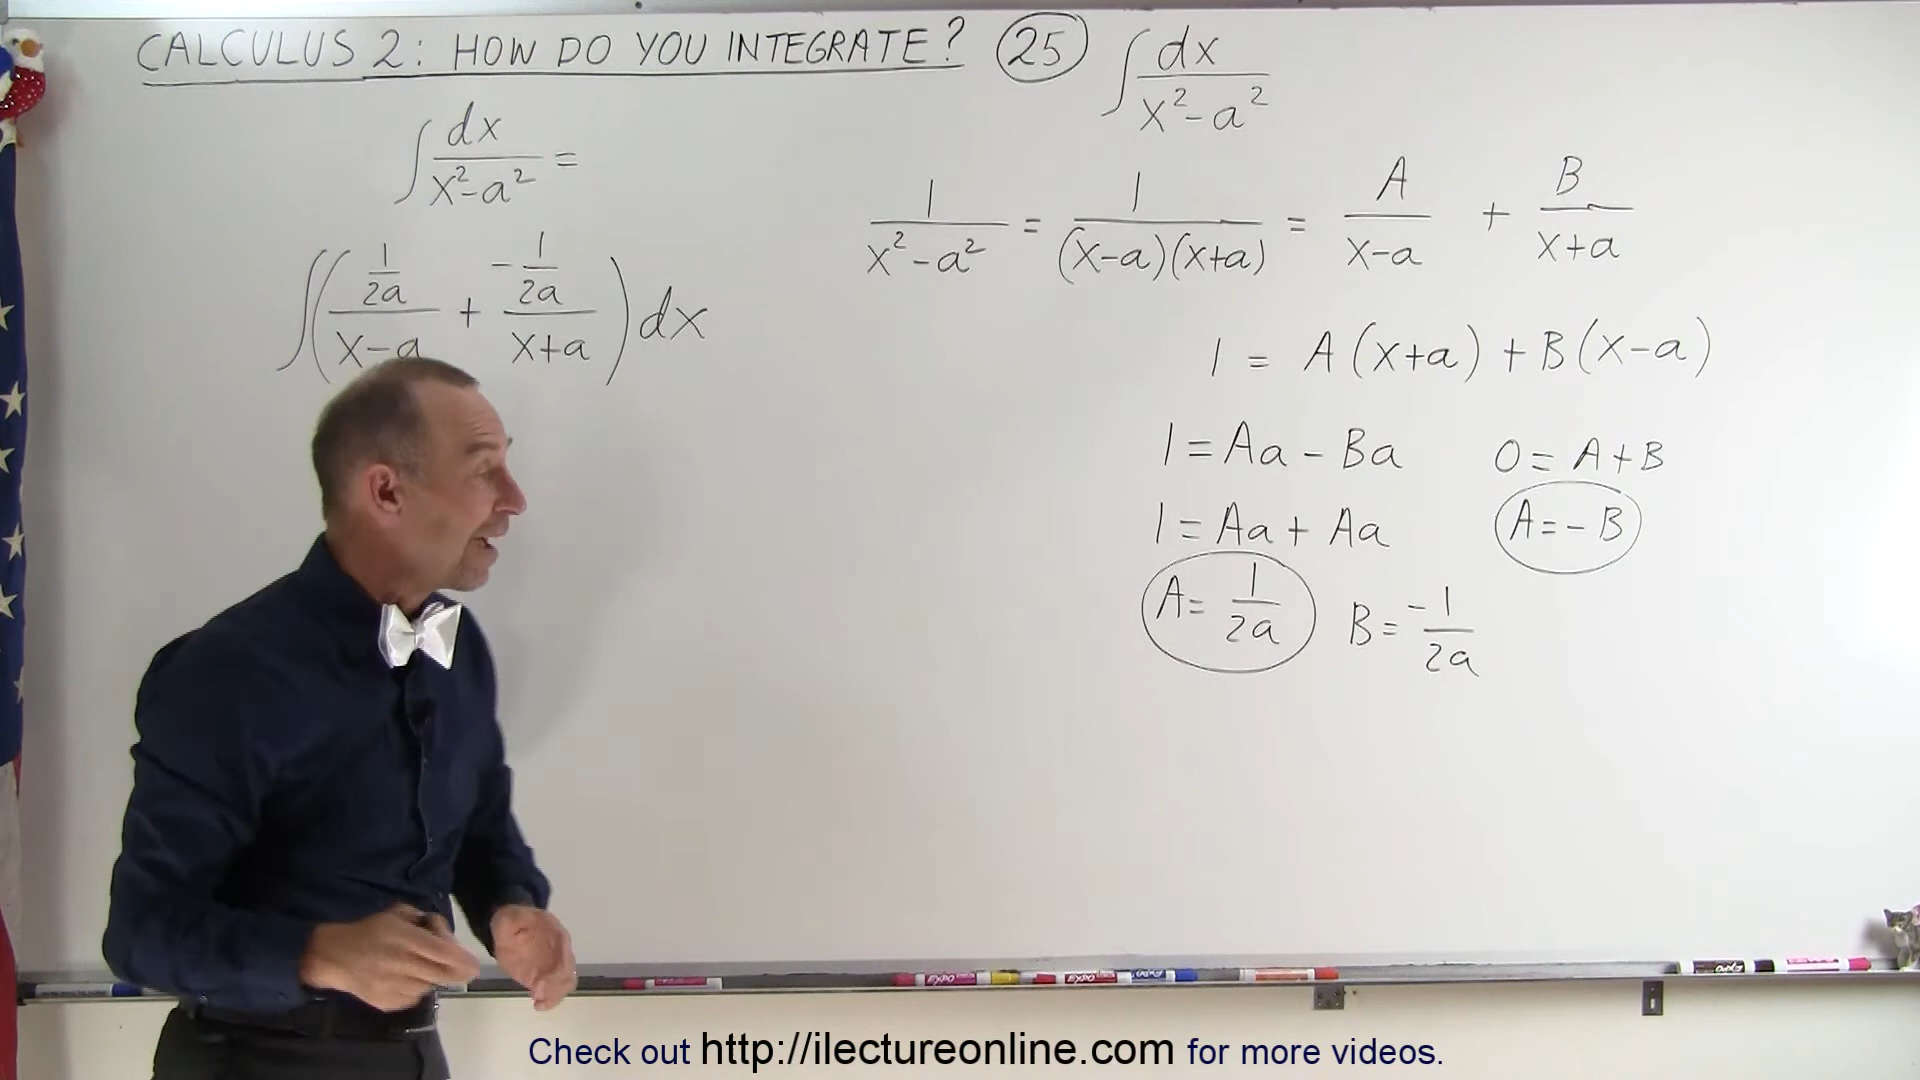 CALCULUS 2: HOW DO YOU INTEGRATE? 25 ∫ dx / (x² - a²)
∫ dx / (x² - a²) =
1 / (x² - a²) = 1 / ((x-a)(x+a)) = A / (x-a) + B / (x+a)
∫ ( (1/2a) / (x-a) + (-1/2a) / (x+a) ) dx
1 = A(x+a) + B(x-a)
1 = Aa - Ba 0 = A + B
1 = Aa + Aa A = -B
A = 1/2a B = -1/2a
Check out http://ilectureonline.com for more videos.